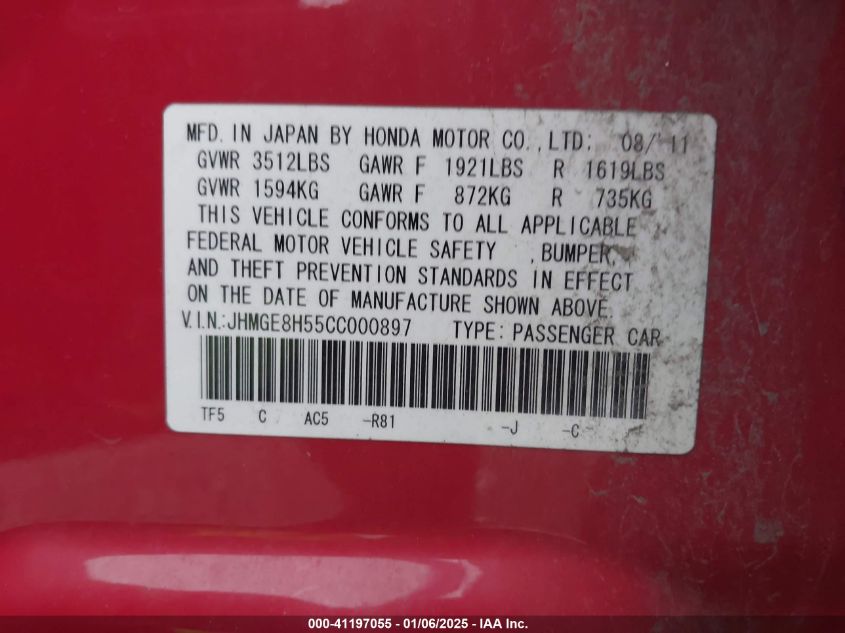 MFD. IN JAPAN BY HONDA MOTOR CO., LTD: 08/'11
GVWR 3512LBS GAWR F 1921LBS R 1619LBS
GVWR 1594KG GAWR F 872KG R 735KG
THIS VEHICLE CONFORMS TO ALL APPLICABLE
FEDERAL MOTOR VEHICLE SAFETY , BUMPER,
AND THEFT PREVENTION STANDARDS IN EFFECT
ON THE DATE OF MANUFACTURE SHOWN ABOVE.
V.I.N.:JHMGE8H55CC000897 TYPE:PASSENGER CAR
TF5 C AC5 -R81 -J -C
000-41197055 - 01/06/2025 - IAA Inc.